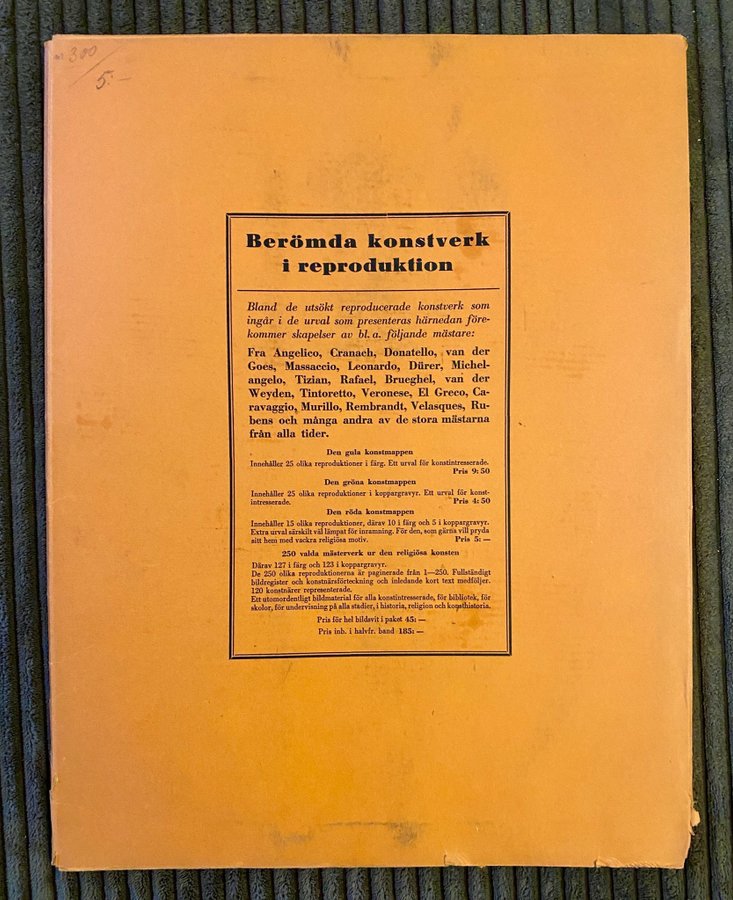 300
5:-
Berömda konstverk
i reproduktion
Bland de utsökt reproducerade konstverk som
ingår i de urval som presenteras härnedan före-
kommer skapelser av bl. a. följande mästare:
Fra Angelico, Cranach, Donatello, van der
Goes, Massaccio, Leonardo, Dürer, Michel-
angelo, Tizian, Rafael, Brueghel, van der
Weyden, Tintoretto, Veronese, El Greco, Ca-
ravaggio, Murillo, Rembrandt, Velasques, Ru-
bens och många andra av de stora mästarna
från alla tider.
Den gula konstmappen
Innehåller 25 olika reproduktioner i färg. Ett urval för konstintresserade.
Pris 9: 50
Den gröna konstmappen
Innehåller 25 olika reproduktioner i koppargravyr. Ett urval för konst-
intresserade. Pris 4: 50
Den röda konstmappen
Innehåller 15 olika reproduktioner, därav 10 i färg och 5 i koppargravyr.
Extra urval särskilt väl lämpat för inramning. För den, som gärna vill pryda
sitt hem med vackra religiösa motiv. Pris 5: —
250 valda mästerverk ur den religiösa konsten
Därav 127 i färg och 123 i koppargravyr.
De 250 olika reproduktionerna är paginerade från 1—250. Fullständigt
bildregister och konstnärsförteckning och inledande kort text medföljer.
120 konstnärer representerade.
Ett utomordentligt bildmaterial för alla konstintresserade, för bibliotek, för
skolor, för undervisning på alla stadier, i historia, religion och konsthistoria.
Pris för hel bildsvit i paket 45: —
Pris inb. i halvfr. band 185: —